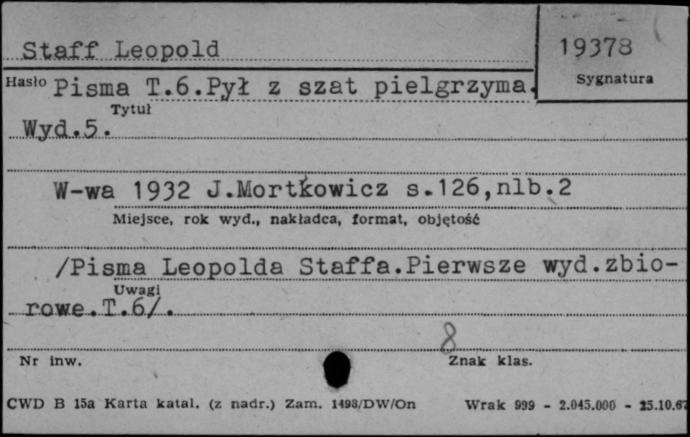 Staff Leopold
19378
Hasło
Sygnatura
Pisma T.6.Pył z szat pielgrzyma.
Tytuł
Wyd.5.
W-wa 1932 J.Mortkowicz s.126,nlb.2
Miejsce, rok wyd., nakładca, format, objętość
/Pisma Leopolda Staffa.Pierwsze wyd.zbio-
Uwagi
rowe.T.6/.
8
Nr inw.
Znak klas.
CWD B 15a Karta katal. (z nadr.) Zam. 1498/DW/On
Wrak 999 - 2.045.000 - 25.10.67